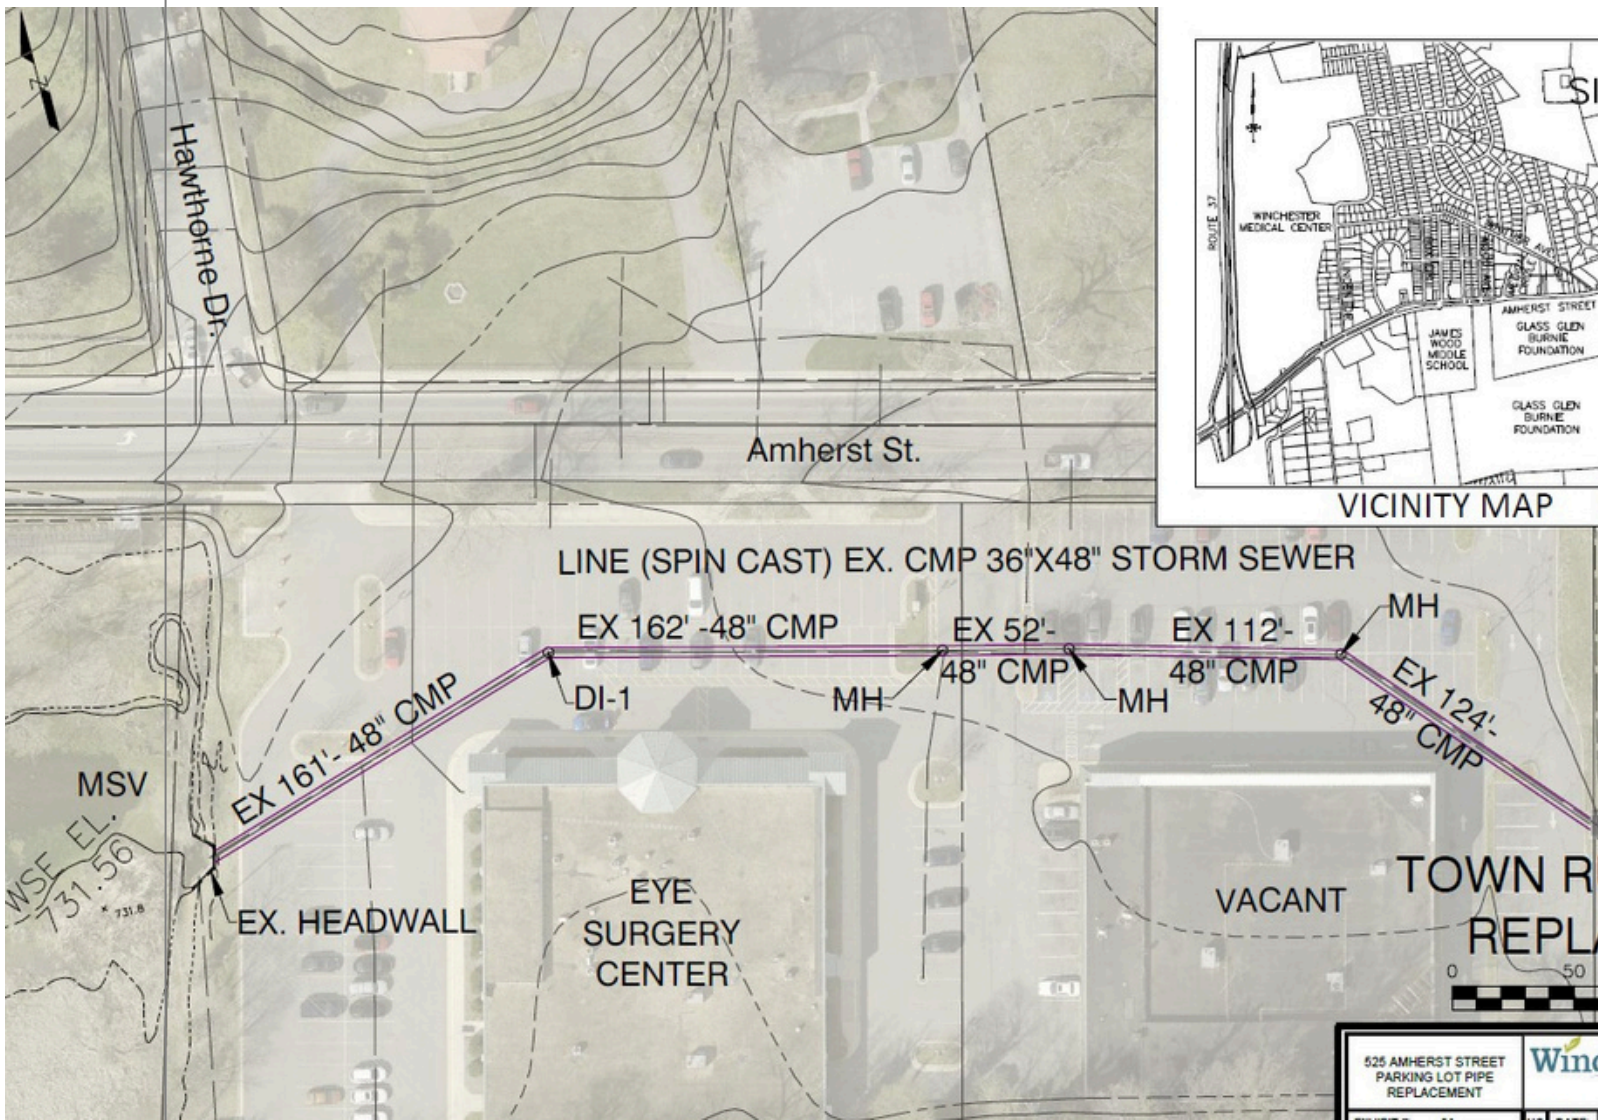 N
Hawthorne Dr.
SI
ROUTE 37
WINCHESTER
MEDICAL CENTER
AMHERST STREET
JAMES
WOOD
MIDDLE
SCHOOL
GLASS GLEN
BURNIE
FOUNDATION
GLASS GLEN
BURNIE
FOUNDATION
VICINITY MAP
Amherst St.
LINE (SPIN CAST) EX. CMP 36"X48" STORM SEWER
EX 161'- 48" CMP
EX 162' -48" CMP
EX 52'-
48" CMP
EX 112'-
48" CMP
EX 124'-
48" CMP
DI-1
MH
MH
MH
MSV
WSE EL.
731.56
731.8
EX. HEADWALL
EYE
SURGERY
CENTER
VACANT
TOWN R
REPLA
0 50
525 AMHERST STREET
PARKING LOT PIPE
REPLACEMENT
Winc